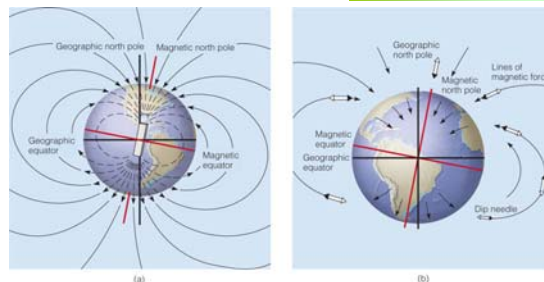 Geographic north pole
Magnetic north pole
Geographic
equator
Magnetic
equator
(a)
Geographic
north pole
Lines of
magnetic force
Magnetic
north pole
Magnetic
equator
Geographic
equator
Dip needle
(b)